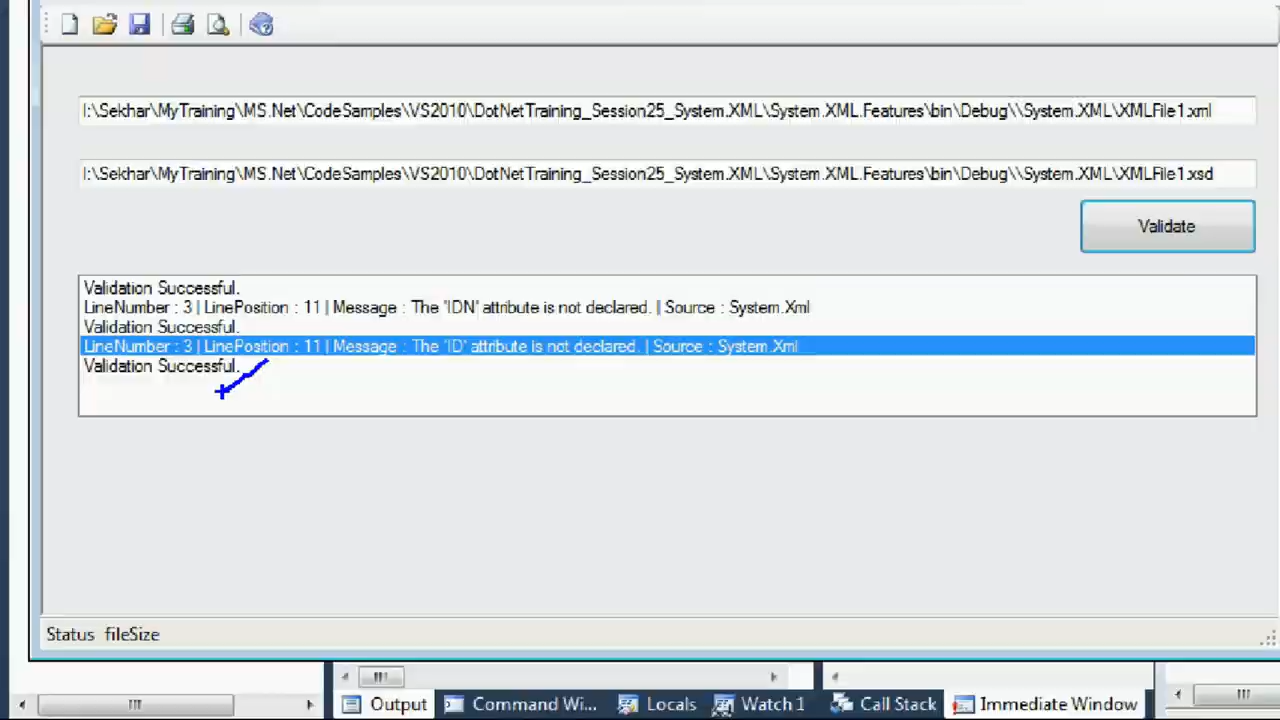 I:\Sekhar\MyTraining\MS.Net\CodeSamples\VS2010\DotNetTraining_Session25_System.XML\System.XML.Features\bin\Debug\\System.XML\XMLFile1.xml
I:\Sekhar\MyTraining\MS.Net\CodeSamples\VS2010\DotNetTraining_Session25_System.XML\System.XML.Features\bin\Debug\\System.XML\XMLFile1.xsd
Validate
Validation Successful.
LineNumber : 3 | LinePosition : 11 | Message : The 'IDN' attribute is not declared. | Source : System.Xml
Validation Successful.
LineNumber : 3 | LinePosition : 11 | Message : The 'ID' attribute is not declared. | Source : System.Xml
Validation Successful.
Status fileSize
Output Command Wi... Locals Watch 1 Call Stack Immediate Window